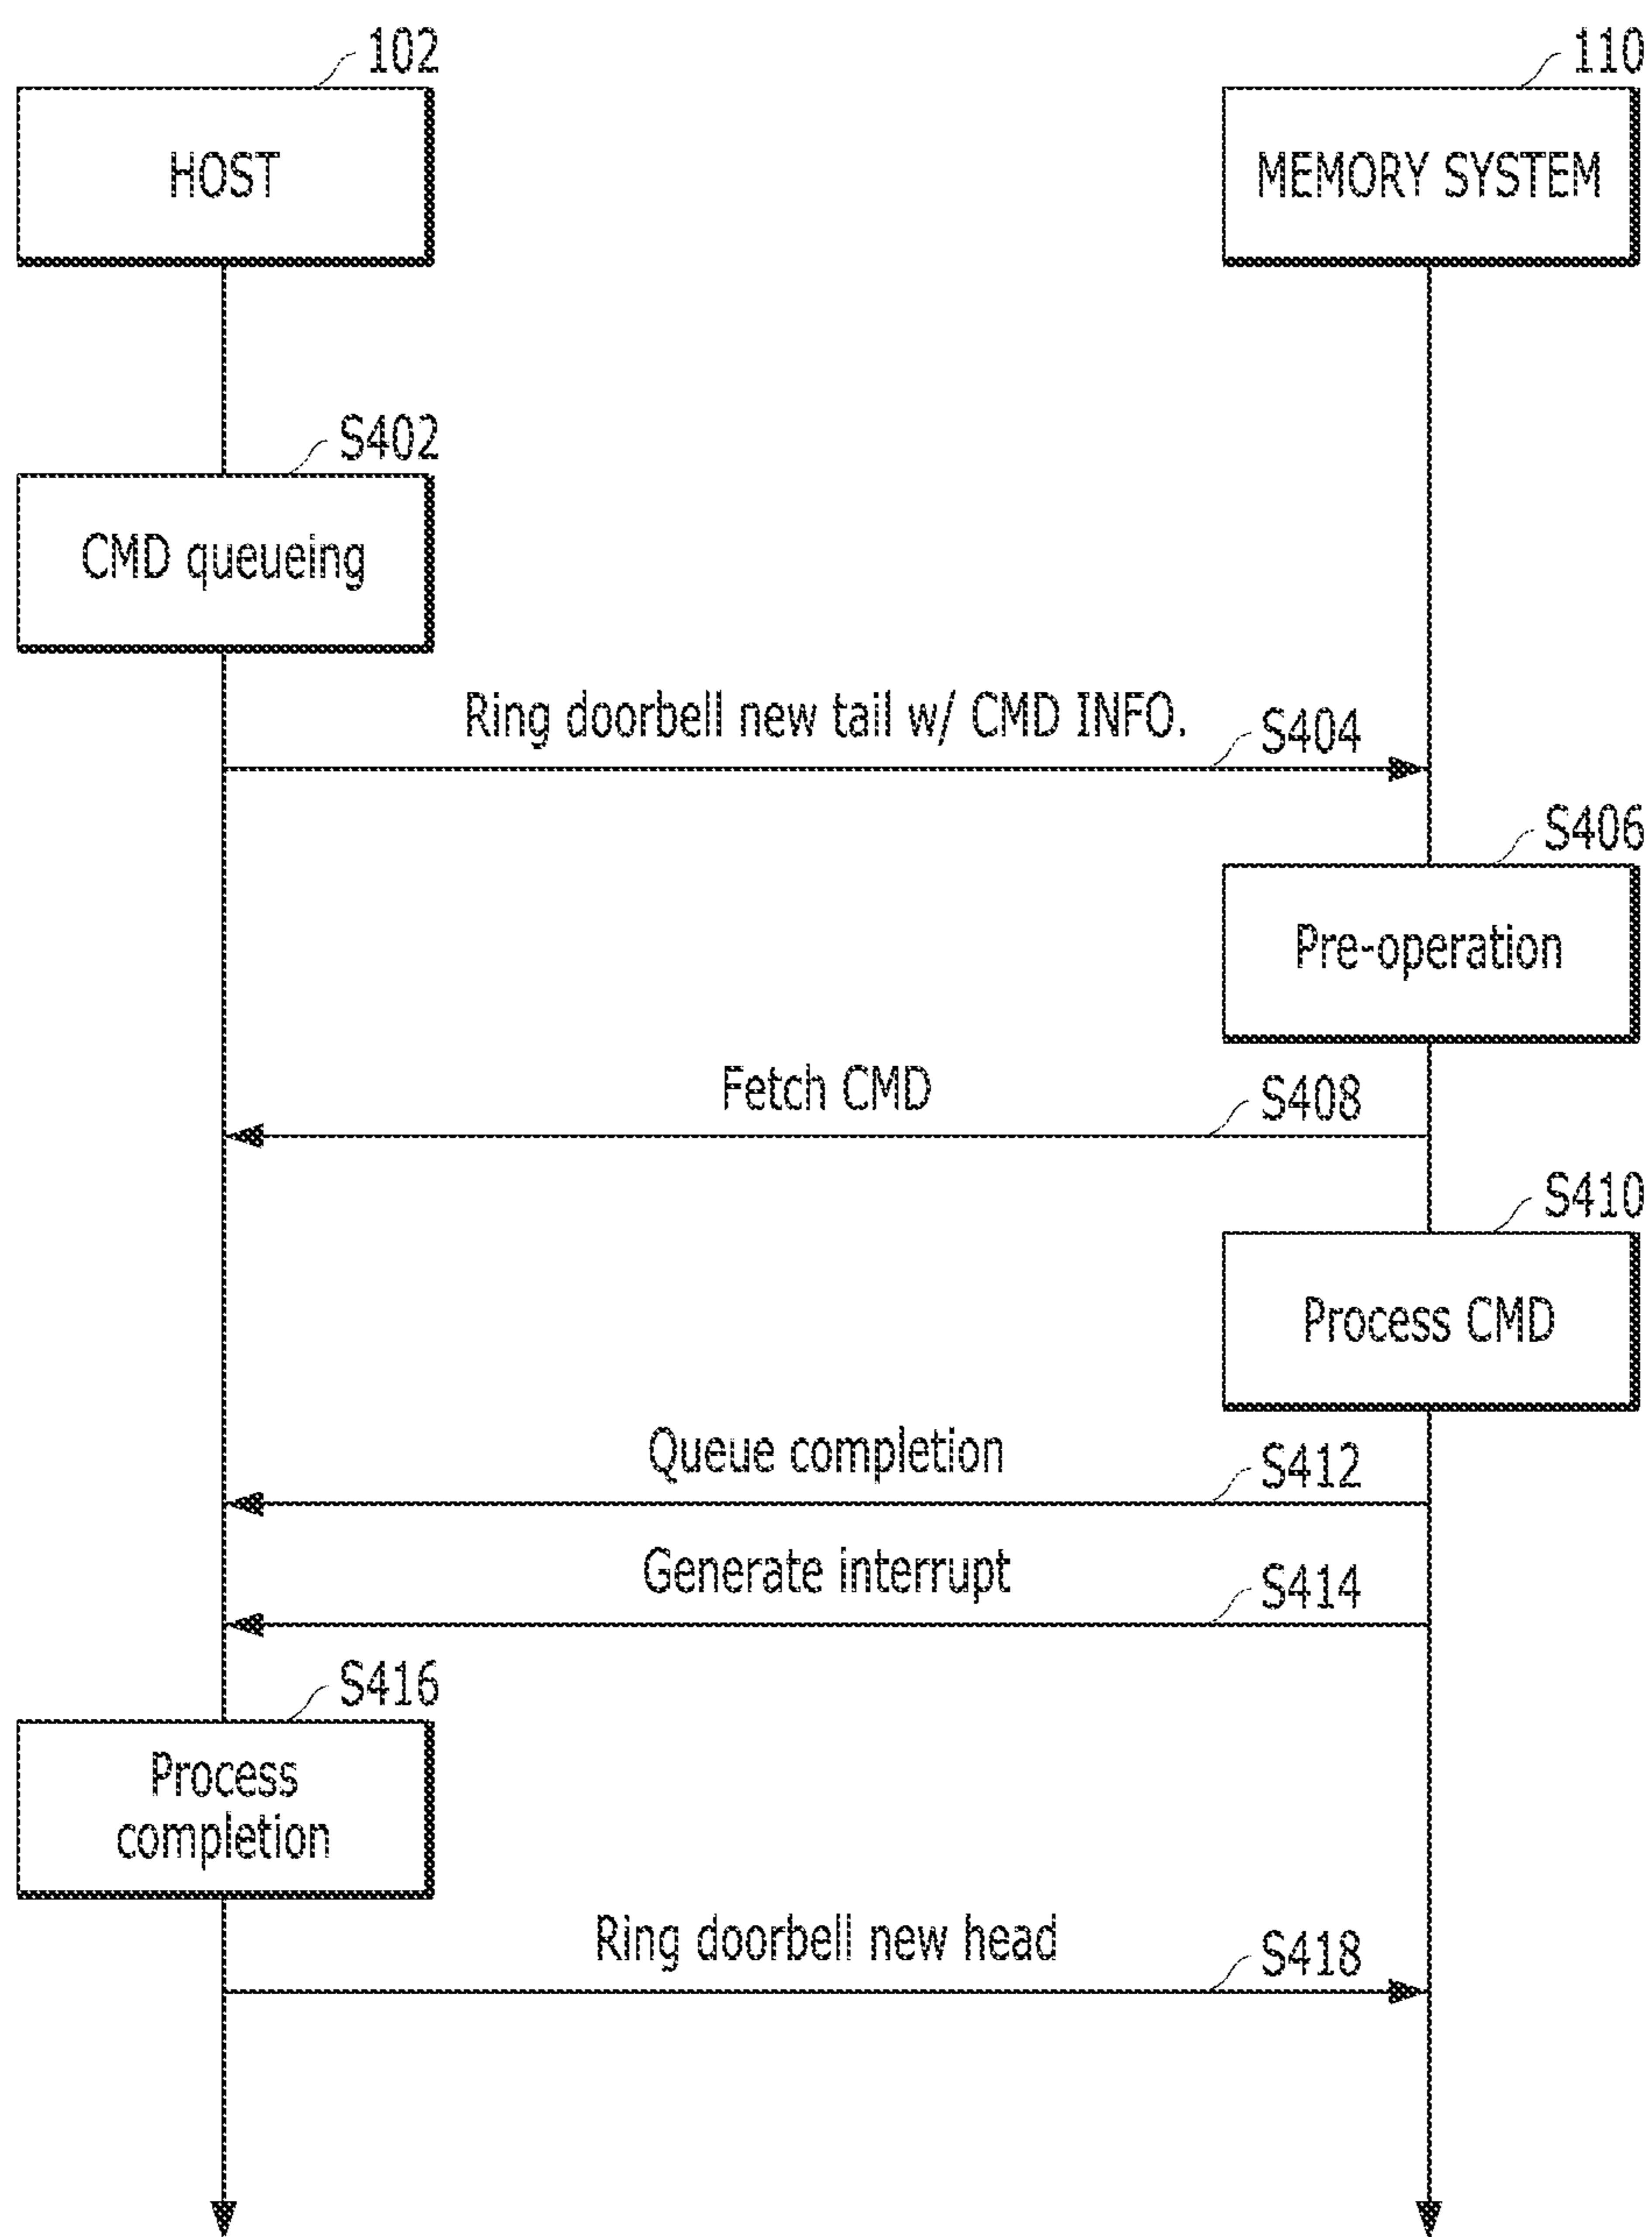 102
110
HOST
MEMORY SYSTEM
S402
CMD queueing
Ring doorbell new tail w/ CMD INFO.
S404
S406
Pre-operation
Fetch CMD
S408
S410
Process CMD
Queue completion
S412
Generate interrupt
S414
S416
Process
completion
Ring doorbell new head
S418